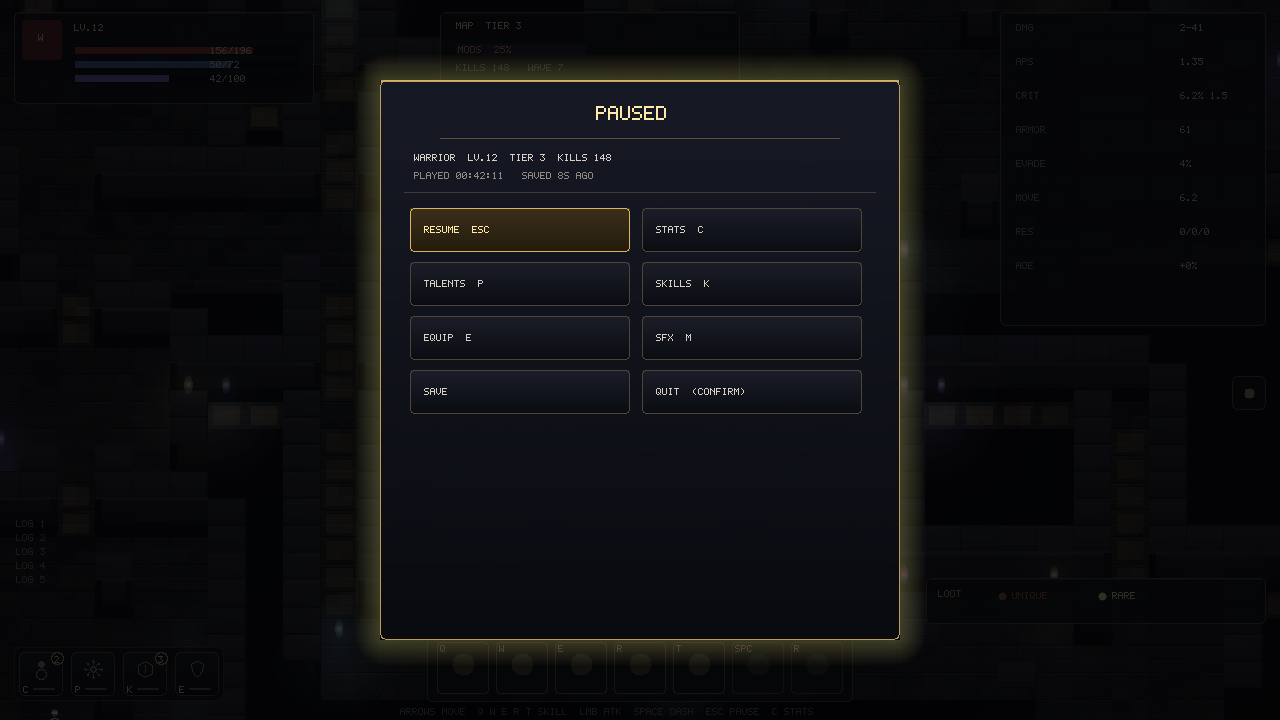 W
LV.12
156/196
50/72
42/100
MAP TIER 3
MODS 25%
KILLS 148 WAVE 7
DMG 2-41
APS 1.35
CRIT 6.2% 1.5
ARMOR 61
EVADE 4%
MOVE 6.2
RES 0/0/0
AOE +0%
PAUSED
WARRIOR LV.12 TIER 3 KILLS 148
PLAYED 00:42:11 SAVED 8S AGO
RESUME ESC
STATS C
TALENTS P
SKILLS K
EQUIP E
SFX M
SAVE
QUIT (CONFIRM)
LOG 1
LOG 2
LOG 3
LOG 4
LOG 5
LOOT UNIQUE RARE
2
C P K E
Q W E R T SPC R
ARROWS MOVE Q W E R T SKILL LMB ATK SPACE DASH ESC PAUSE C STATS